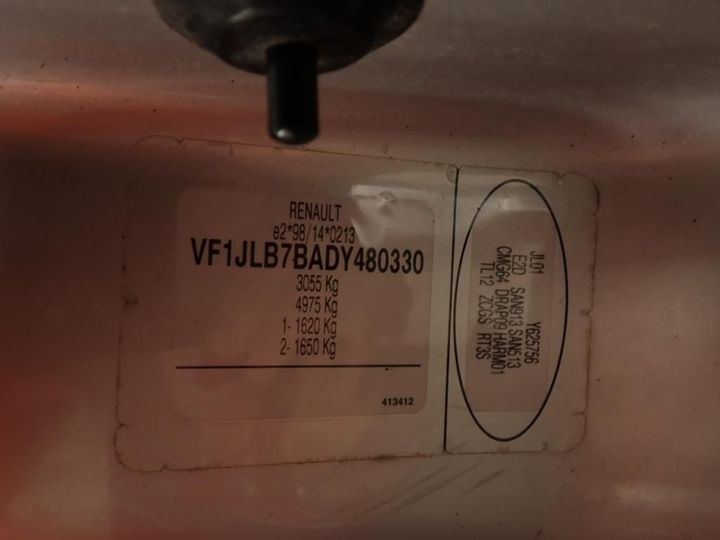 RENAULT
e2*98/14*0213
VF1JLB7BADY480330
3055 Kg
4975 Kg
1- 1620 Kg
2- 1650 Kg
413412
JL01 Y625756
E2D SAN913 SAN513
CMG64 DRAP09 HARM01
TL12 ZCGS RT3S